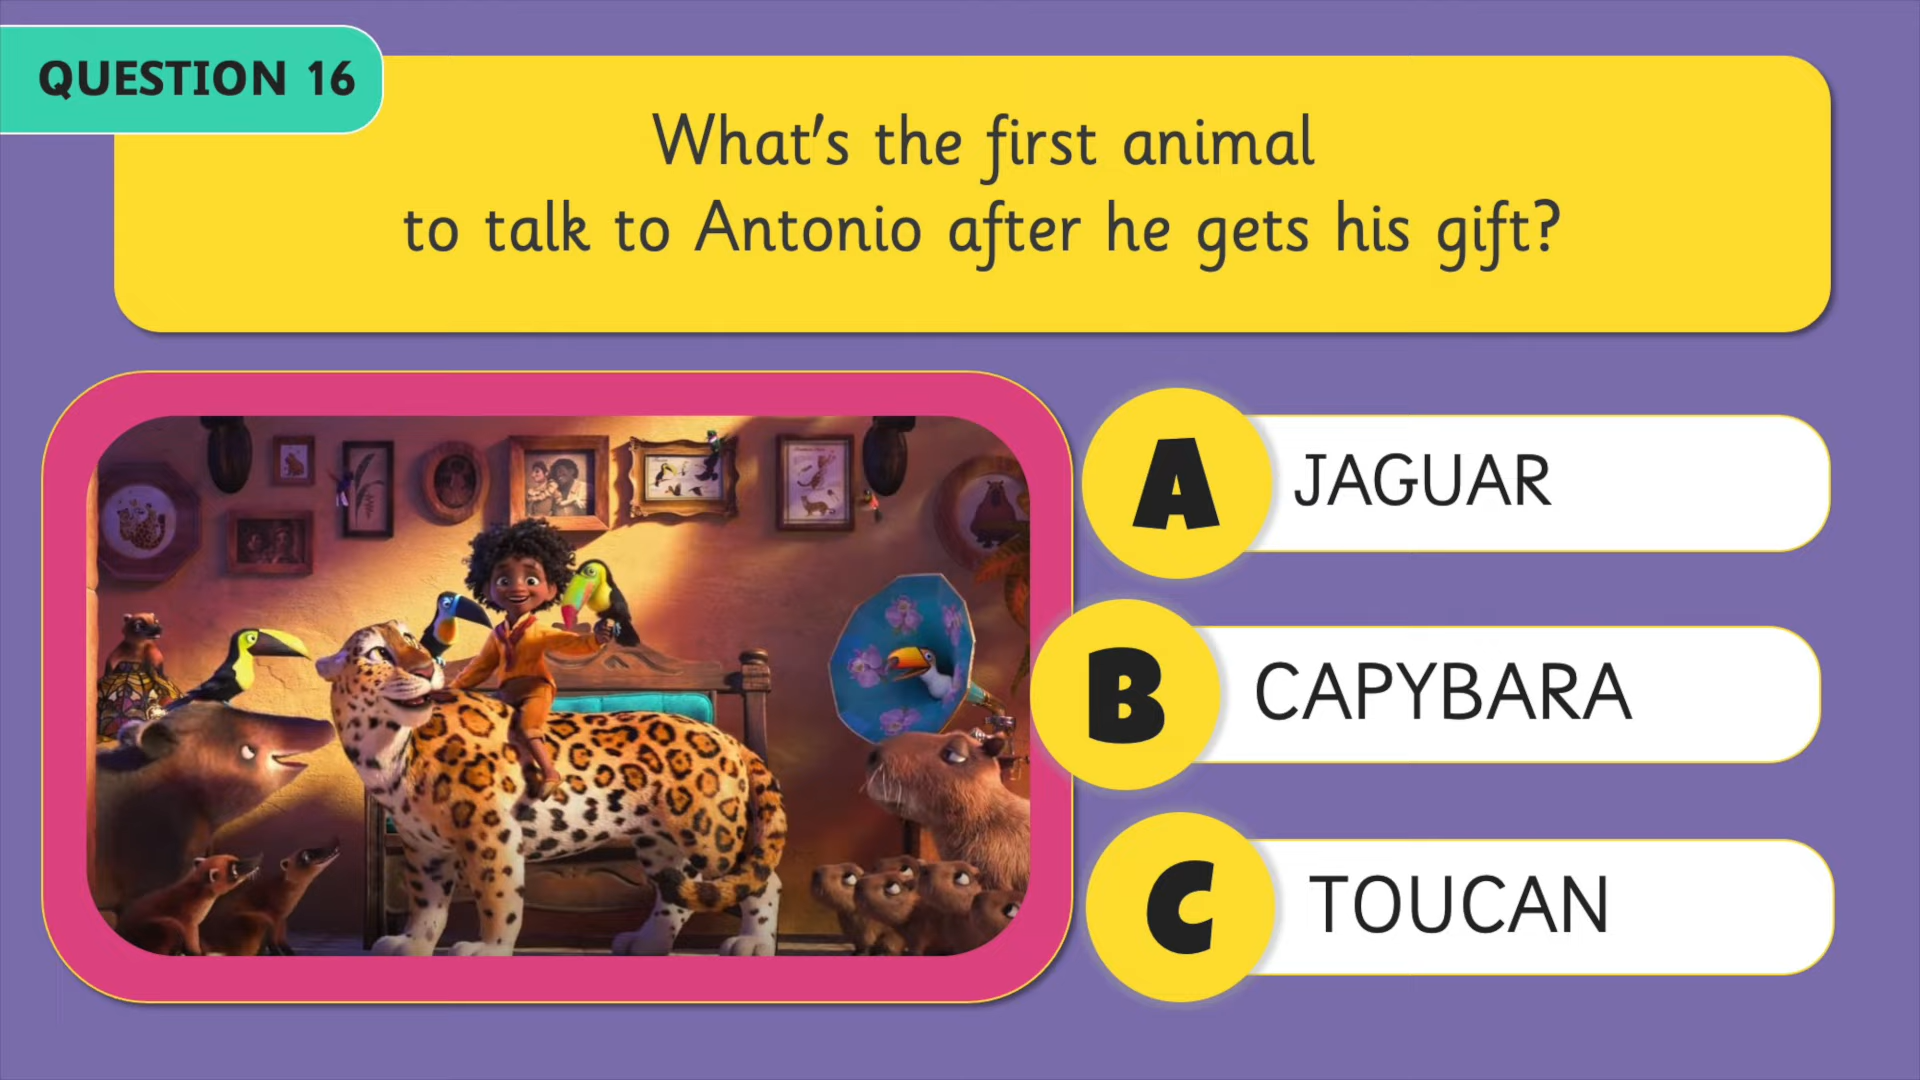 QUESTION 16
What's the first animal
to talk to Antonio after he gets his gift?
A JAGUAR
B CAPYBARA
C TOUCAN